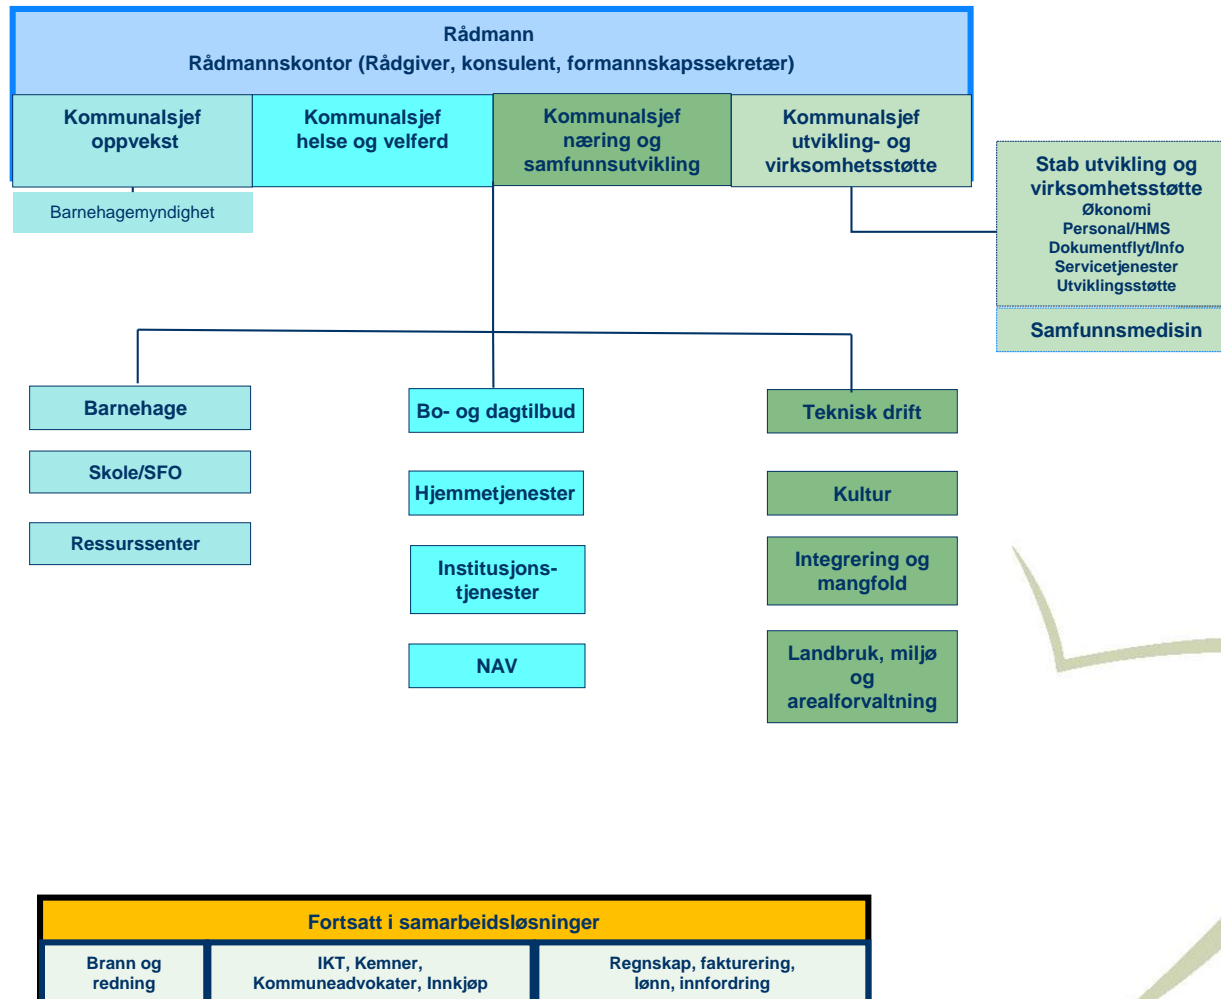 Rådmann
Rådmannskontor (Rådgiver, konsulent, formannskapssekretær)
Kommunalsjef
oppvekst
Kommunalsjef
helse og velferd
Kommunalsjef
næring og
samfunnsutvikling
Kommunalsjef
utvikling- og
virksomhetsstøtte
Barnehagemyndighet
Stab utvikling og
virksomhetsstøtte
Økonomi
Personal/HMS
Dokumentflyt/Info
Servicetjenester
Utviklingsstøtte
Samfunnsmedisin
Barnehage
Skole/SFO
Ressurssenter
Bo- og dagtilbud
Hjemmetjenester
Institusjons-
tjenester
NAV
Teknisk drift
Kultur
Integrering og
mangfold
Landbruk, miljø
og
arealforvaltning
Fortsatt i samarbeidsløsninger
Brann og
redning
IKT, Kemner,
Kommuneadvokater, Innkjøp
Regnskap, fakturering,
lønn, innfordring